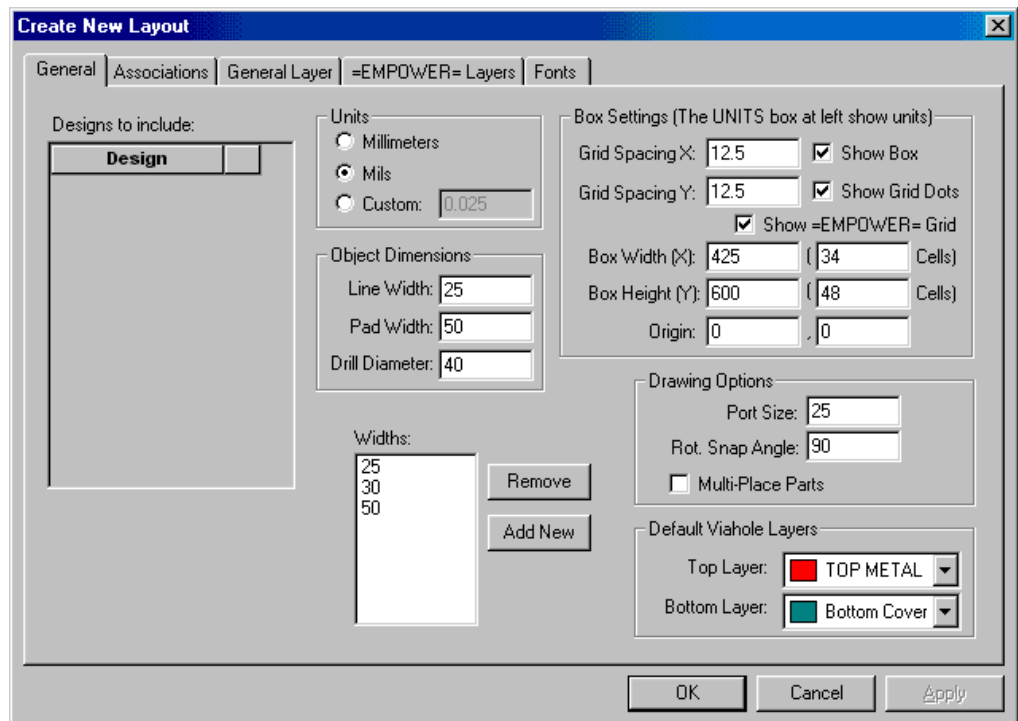 Create New Layout
General Associations General Layer =EMPOWER= Layers Fonts
Designs to include:
Design
Units
Millimeters
Mils
Custom: 0.025
Object Dimensions
Line Width: 25
Pad Width: 50
Drill Diameter: 40
Widths:
25
30
50
Remove
Add New
Box Settings (The UNITS box at left show units)
Grid Spacing X: 12.5 Show Box
Grid Spacing Y: 12.5 Show Grid Dots
Show =EMPOWER= Grid
Box Width (X): 425 ( 34 Cells)
Box Height (Y): 600 ( 48 Cells)
Origin: 0 , 0
Drawing Options
Port Size: 25
Rot. Snap Angle: 90
Multi-Place Parts
Default Viahole Layers
Top Layer: TOP METAL
Bottom Layer: Bottom Cover
OK Cancel Apply